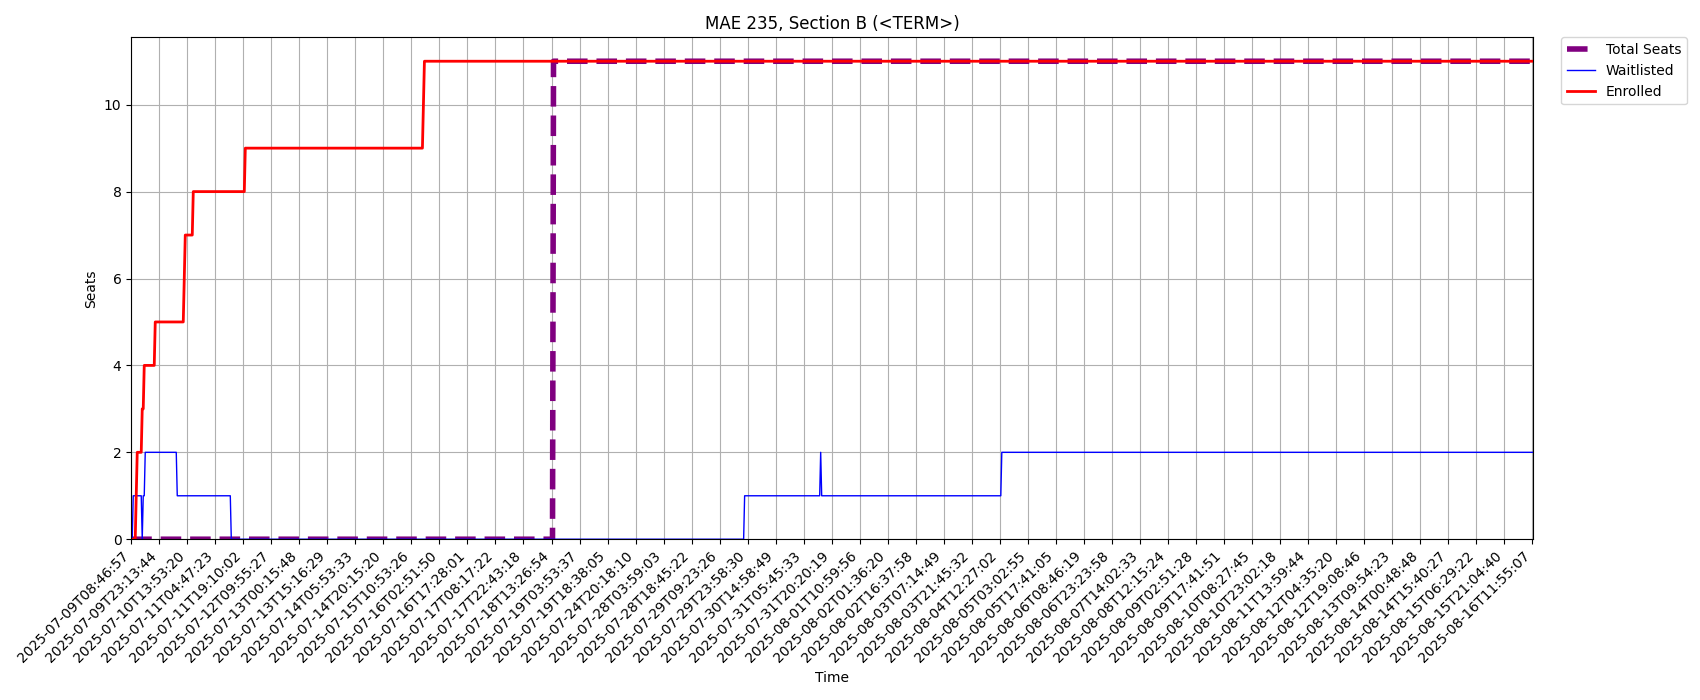 MAE 235, Section B (<TERM>)
Total Seats
Waitlisted
Enrolled
Seats
10
8
6
4
2
0
2025-07-09T08:46:57
2025-07-09T23:13:44
2025-07-10T13:53:20
2025-07-11T04:47:23
2025-07-11T19:10:02
2025-07-12T09:55:27
2025-07-13T00:15:48
2025-07-13T15:16:29
2025-07-14T05:53:33
2025-07-14T20:15:20
2025-07-15T10:53:26
2025-07-16T02:51:50
2025-07-16T17:28:01
2025-07-17T08:17:22
2025-07-17T22:43:18
2025-07-18T13:26:54
2025-07-19T03:53:37
2025-07-19T18:38:05
2025-07-24T20:18:10
2025-07-28T03:59:03
2025-07-28T18:45:22
2025-07-29T09:23:26
2025-07-29T23:58:30
2025-07-30T14:58:49
2025-07-31T05:45:33
2025-07-31T20:20:19
2025-08-01T10:59:56
2025-08-02T01:36:20
2025-08-02T16:37:58
2025-08-03T07:14:49
2025-08-03T21:45:32
2025-08-04T12:27:02
2025-08-05T03:02:55
2025-08-05T17:41:05
2025-08-06T08:46:19
2025-08-06T23:23:58
2025-08-07T14:02:33
2025-08-08T12:15:24
2025-08-09T02:51:28
2025-08-09T17:41:51
2025-08-10T08:27:45
2025-08-10T23:02:18
2025-08-11T13:59:44
2025-08-12T04:35:20
2025-08-12T19:08:46
2025-08-13T09:54:23
2025-08-14T00:48:48
2025-08-14T15:40:27
2025-08-15T06:29:22
2025-08-15T21:04:40
2025-08-16T11:55:07
Time